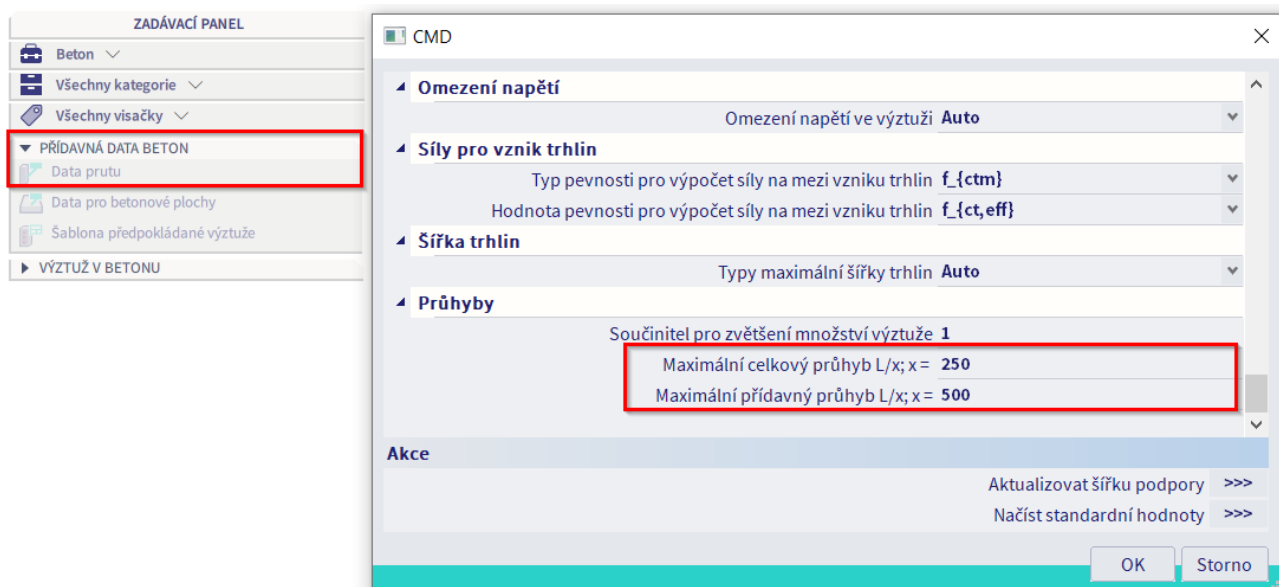 ZADÁVACÍ PANEL
Beton
Všechny kategorie
Všechny visačky
PŘÍDAVNÁ DATA BETON
Data prutu
Data pro betonové plochy
Šablona předpokládané výztuže
VÝZTUŽ V BETONU
CMD
Omezení napětí
Omezení napětí ve výztuži Auto
Síly pro vznik trhlin
Typ pevnosti pro výpočet síly na mezi vzniku trhlin f_{ctm}
Hodnota pevnosti pro výpočet síly na mezi vzniku trhlin f_{ct,eff}
Šířka trhlin
Typy maximální šířky trhlin Auto
Průhyby
Součinitel pro zvětšení množství výztuže 1
Maximální celkový průhyb L/x; x = 250
Maximální přídavný průhyb L/x; x = 500
Akce
Aktualizovat šířku podpory >>>
Načíst standardní hodnoty >>>
OK Storno